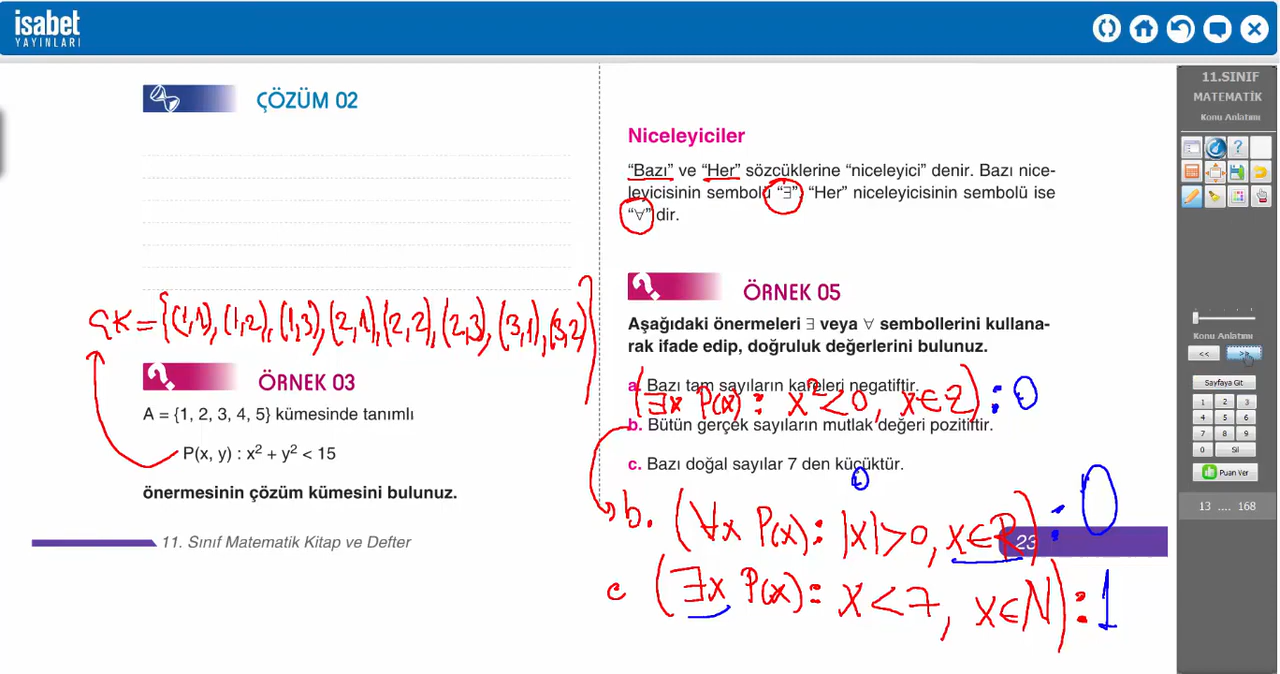 isabet
YAYINLARI
ÇÖZÜM 02
ÇK = {(1,1), (1,2), (1,3), (2,1), (2,2), (2,3), (3,1), (3,2)}
ÖRNEK 03
A = {1, 2, 3, 4, 5} kümesinde tanımlı
P(x, y) : x² + y² < 15
önermesinin çözüm kümesini bulunuz.
11. Sınıf Matematik Kitap ve Defter
Niceleyiciler
“Bazı” ve “Her” sözcüklerine “niceleyici” denir. Bazı nice-
leyicisinin sembolü “∃”, “Her” niceleyicisinin sembolü ise
“∀” dir.
ÖRNEK 05
Aşağıdaki önermeleri ∃ veya ∀ sembollerini kullana-
rak ifade edip, doğruluk değerlerini bulunuz.
a. Bazı tam sayıların kareleri negatiftir.
(∃x P(x): x²<0, x∈Z) : 0
b. Bütün gerçek sayıların mutlak değeri pozitiftir.
c. Bazı doğal sayılar 7 den küçüktür.
0
b. (∀x P(x): |x|>0, x∈R) : 0
23
c (∃x P(x): x<7, x∈N) : 1
11.SINIF
MATEMATİK
Konu Anlatımı
?
Konu Anlatımı
<< >>
Sayfaya Git
1 2 3
4 5 6
7 8 9
0 Sil
Puan Ver
13 .... 168